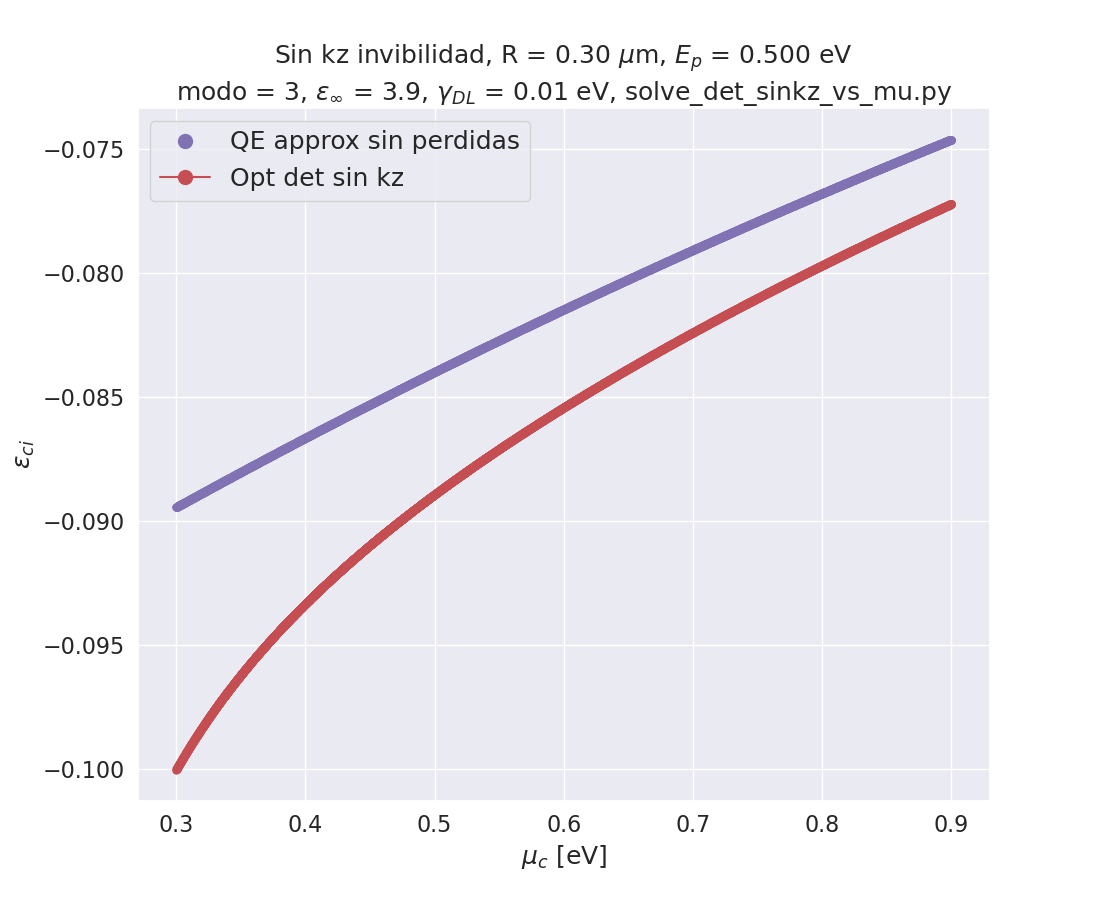 Sin kz invibilidad, R = 0.30 μm, E_p = 0.500 eV
modo = 3, ε_∞ = 3.9, γ_DL = 0.01 eV, solve_det_sinkz_vs_mu.py
QE approx sin perdidas
Opt det sin kz
−0.075
−0.080
−0.085
−0.090
−0.095
−0.100
ε_ci
0.3 0.4 0.5 0.6 0.7 0.8 0.9
μ_c [eV]